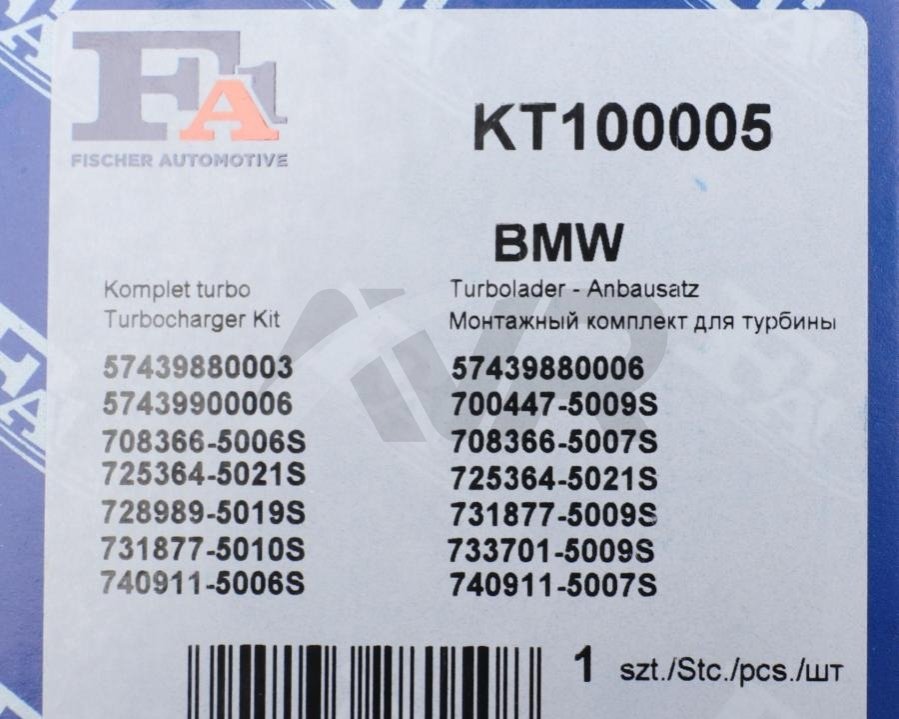 FA1
FISCHER AUTOMOTIVE
KT100005
BMW
Komplet turbo
Turbocharger Kit
Turbolader - Anbausatz
Монтажный комплект для турбины
57439880003 57439880006
57439900006 700447-5009S
708366-5006S 708366-5007S
725364-5021S 725364-5021S
728989-5019S 731877-5009S
731877-5010S 733701-5009S
740911-5006S 740911-5007S
1 szt./Stc./pcs./шт